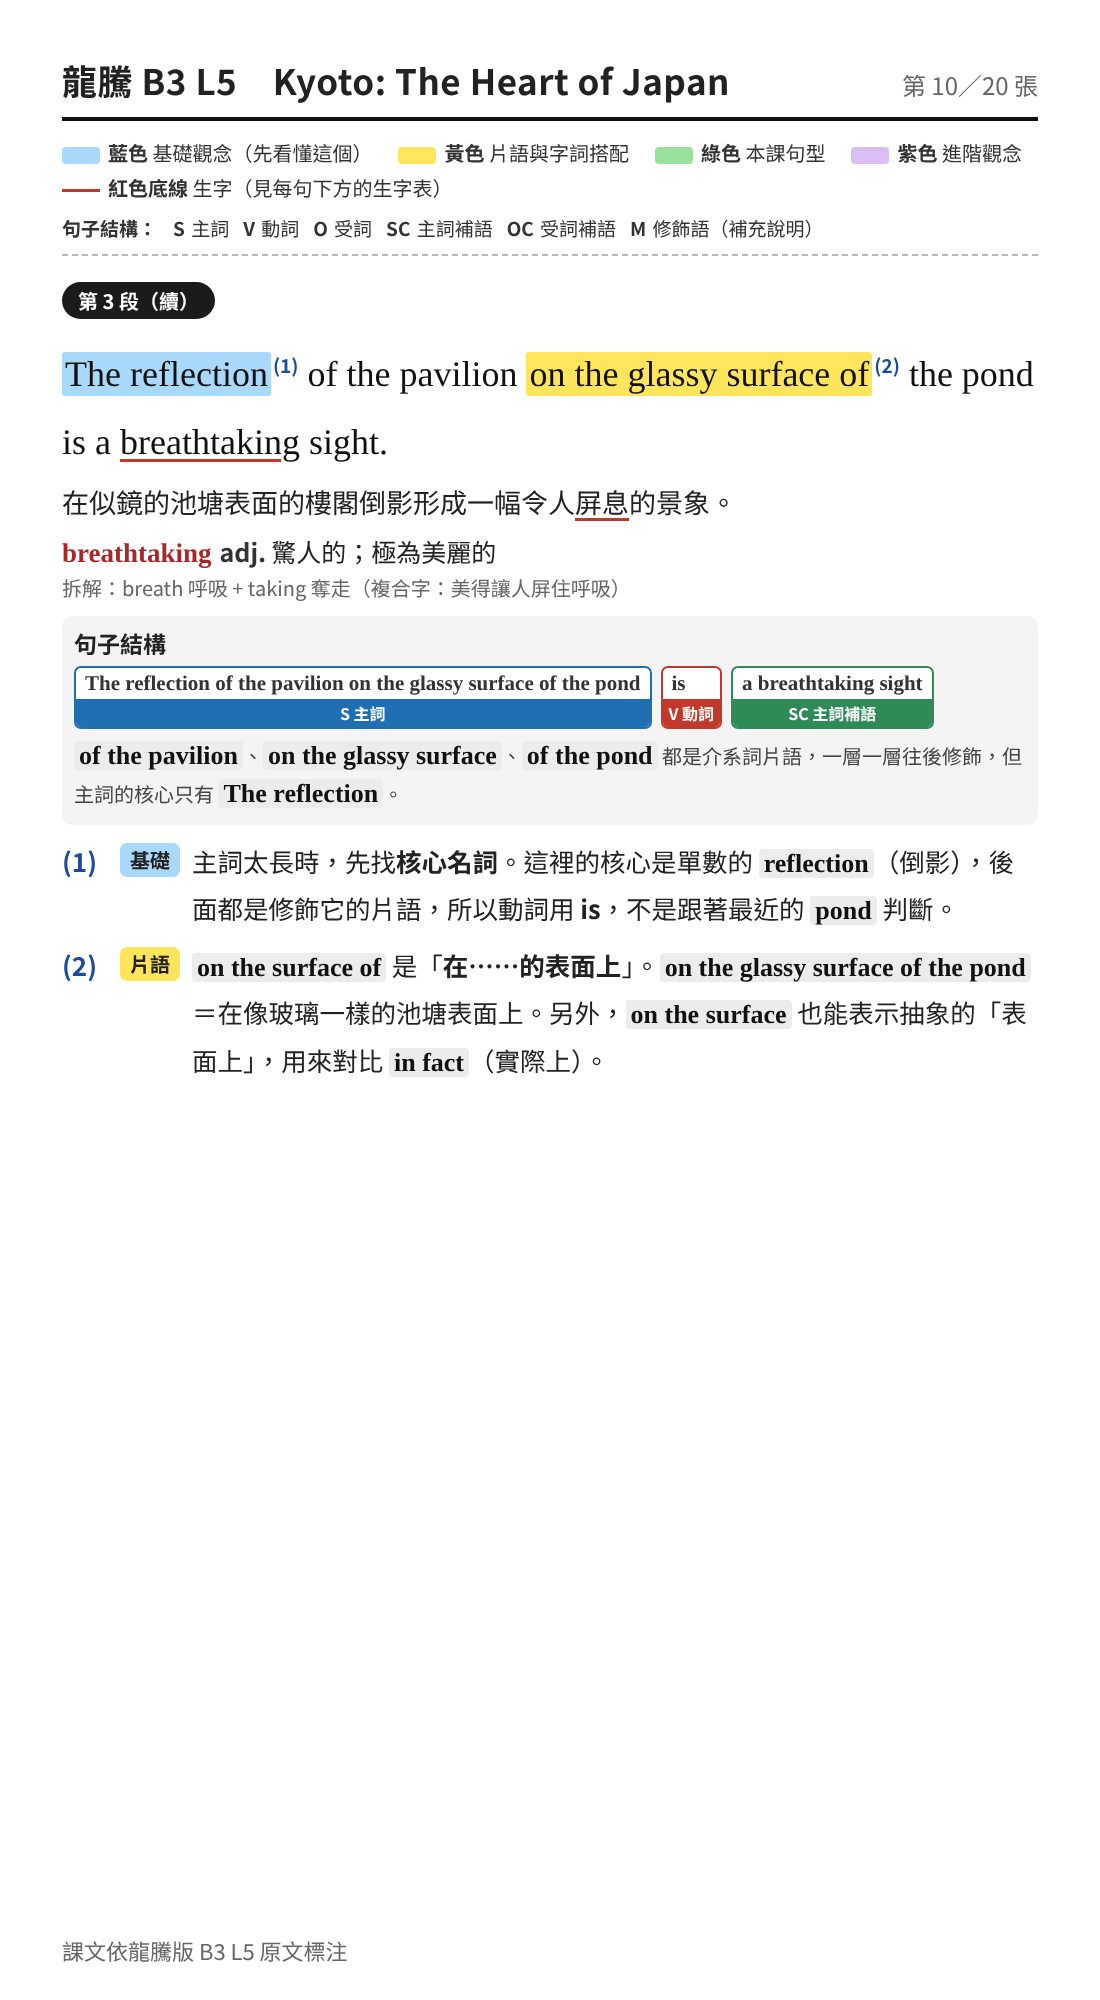 龍騰 B3 L5　Kyoto: The Heart of Japan　第 10／20 張
藍色 基礎觀念（先看懂這個）　黃色 片語與字詞搭配　綠色 本課句型　紫色 進階觀念
紅色底線 生字（見每句下方的生字表）
句子結構：　S 主詞　V 動詞　O 受詞　SC 主詞補語　OC 受詞補語　M 修飾語（補充說明）
第 3 段（續）
The reflection(1) of the pavilion on the glassy surface of(2) the pond
is a breathtaking sight.
在似鏡的池塘表面的樓閣倒影形成一幅令人屏息的景象。
breathtaking adj. 驚人的；極為美麗的
拆解：breath 呼吸 + taking 奪走（複合字：美得讓人屏住呼吸）
句子結構
The reflection of the pavilion on the glassy surface of the pond　is　a breathtaking sight
S 主詞　V 動詞　SC 主詞補語
of the pavilion、on the glassy surface、of the pond 都是介系詞片語，一層一層往後修飾，但
主詞的核心只有 The reflection。
(1) 基礎 主詞太長時，先找核心名詞。這裡的核心是單數的 reflection（倒影），後
面都是修飾它的片語，所以動詞用 is，不是跟著最近的 pond 判斷。
(2) 片語 on the surface of 是「在……的表面上」。on the glassy surface of the pond
＝在像玻璃一樣的池塘表面上。另外，on the surface 也能表示抽象的「表
面上」，用來對比 in fact（實際上）。
課文依龍騰版 B3 L5 原文標注